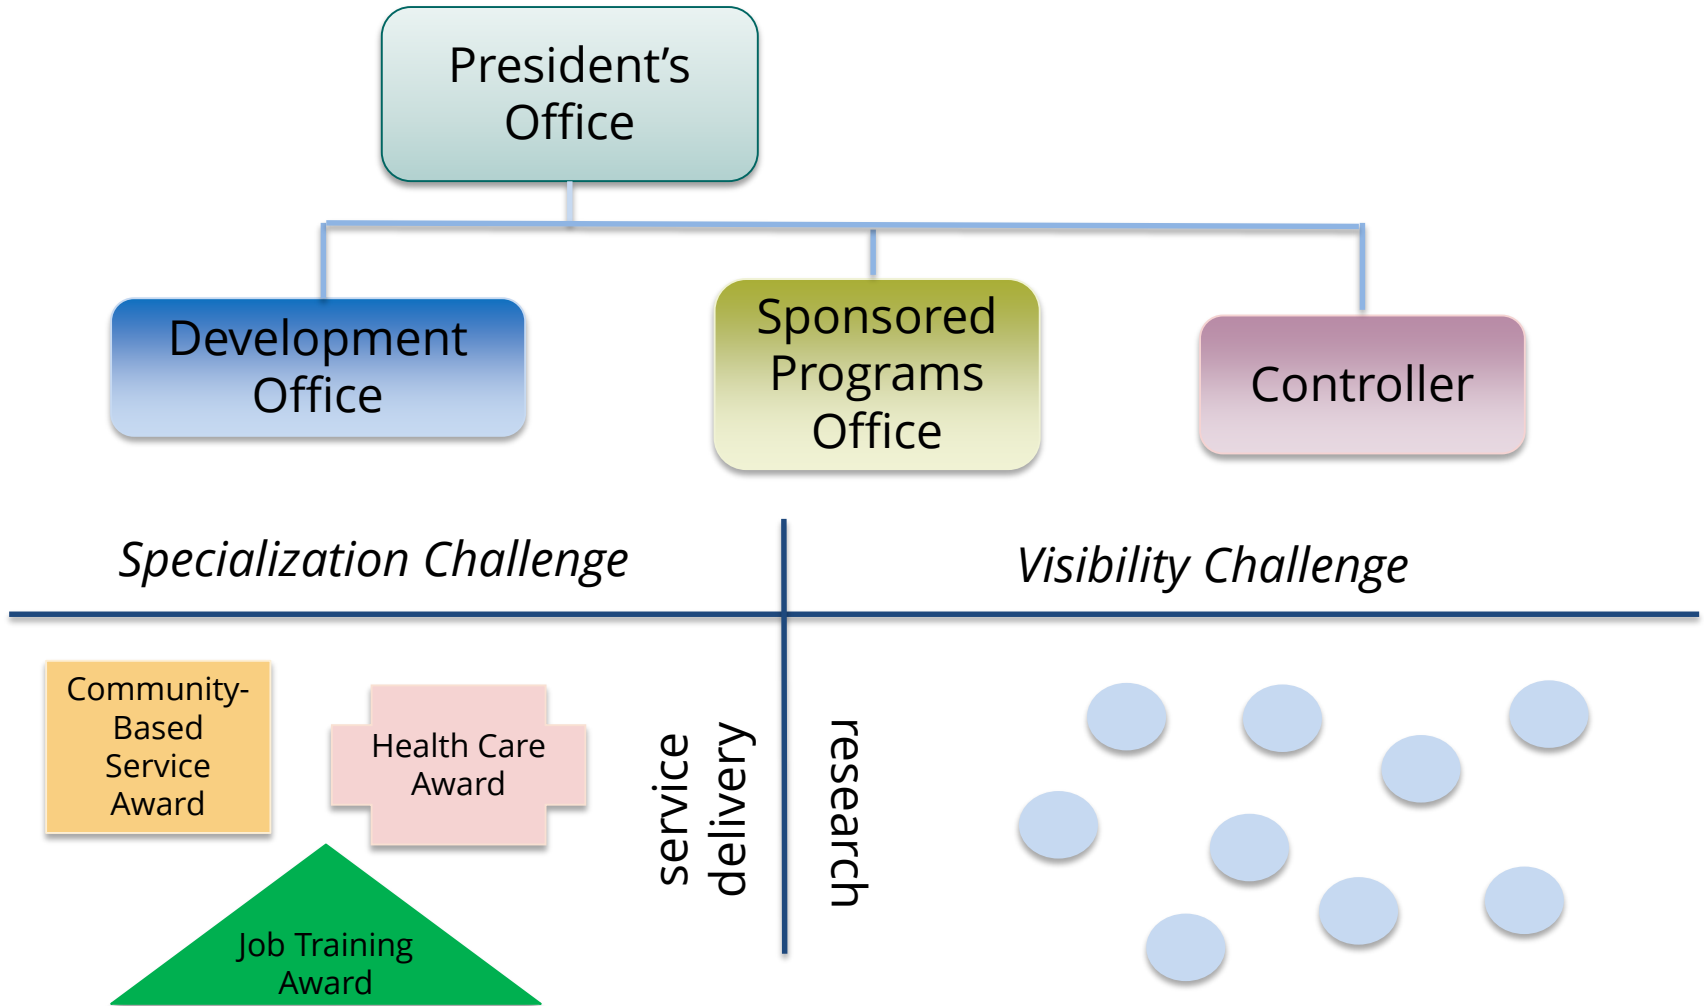 President’s
Office
Development
Office
Sponsored
Programs
Office
Controller
Specialization Challenge
Visibility Challenge
Community-
Based
Service
Award
Health Care
Award
Job Training
Award
service
delivery
research